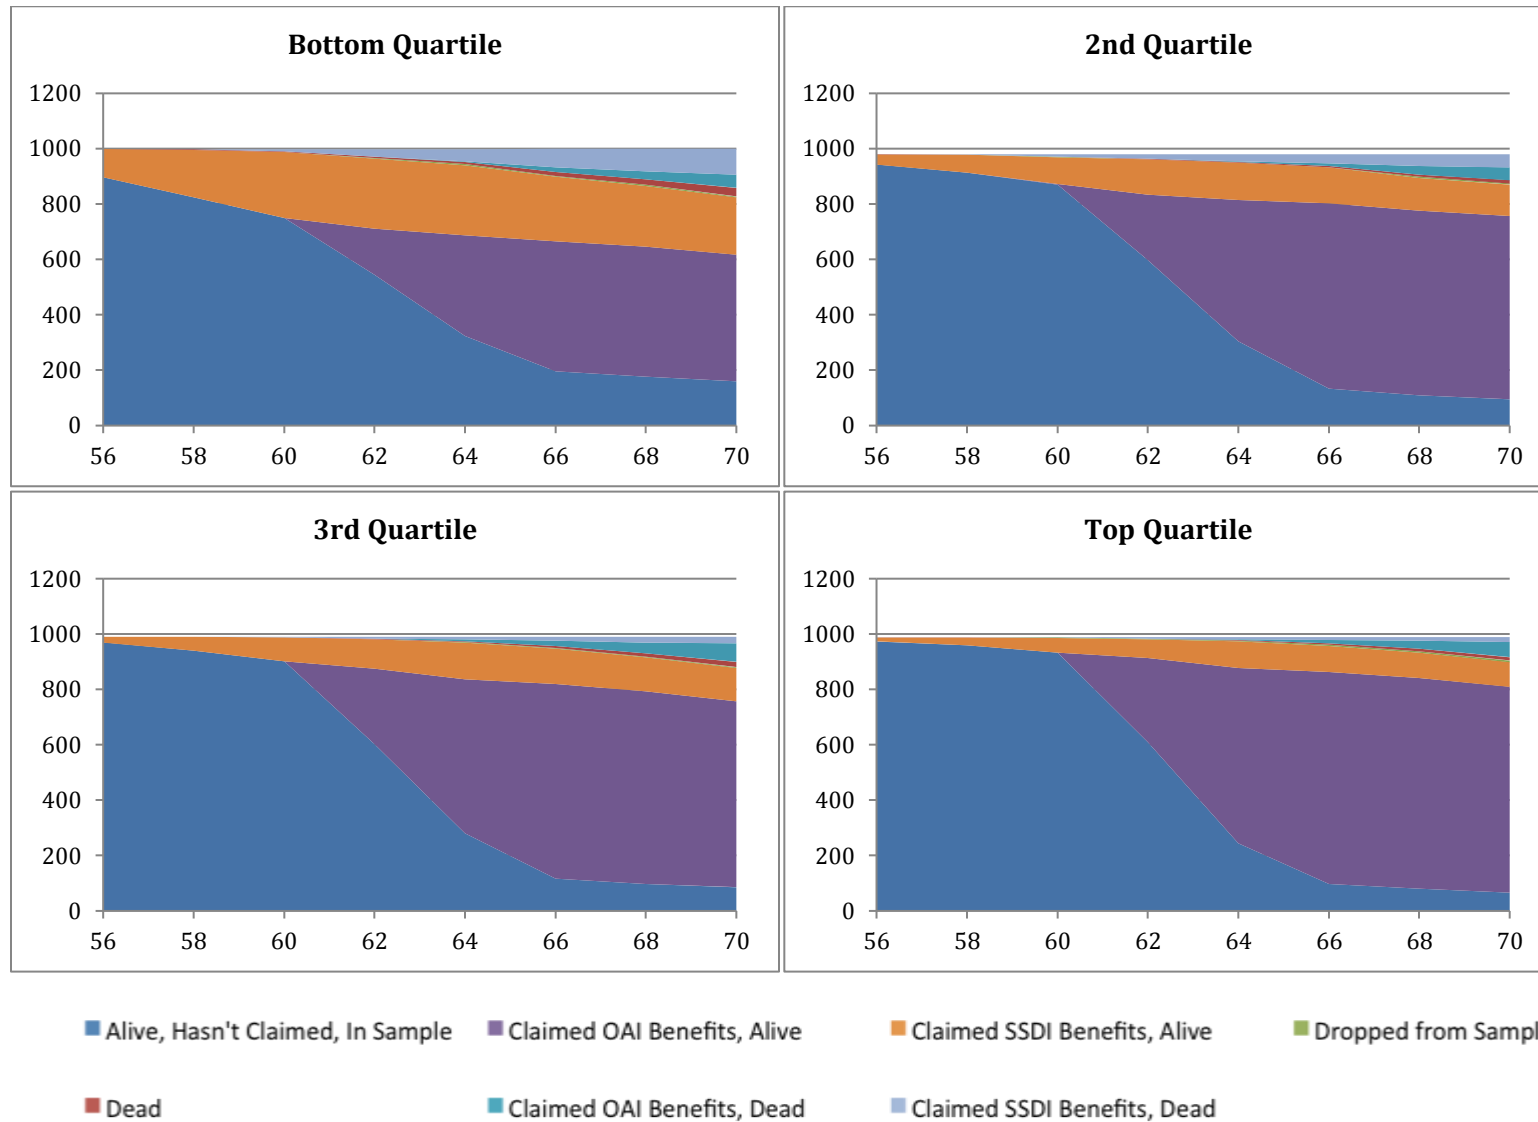 Bottom Quartile
1200
1000
800
600
400
200
0
56 58 60 62 64 66 68 70
2nd Quartile
1200
1000
800
600
400
200
0
56 58 60 62 64 66 68 70
3rd Quartile
1200
1000
800
600
400
200
0
56 58 60 62 64 66 68 70
Top Quartile
1200
1000
800
600
400
200
0
56 58 60 62 64 66 68 70
Alive, Hasn't Claimed, In Sample Claimed OAI Benefits, Alive Claimed SSDI Benefits, Alive Dropped from Sampl
Dead Claimed OAI Benefits, Dead Claimed SSDI Benefits, Dead